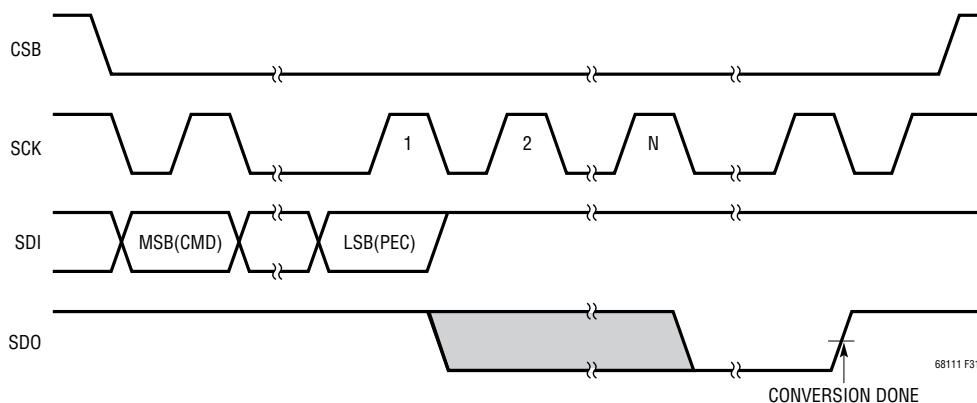 CSB
SCK
1
2
N
SDI
MSB(CMD)
LSB(PEC)
SDO
68111 F31
CONVERSION DONE